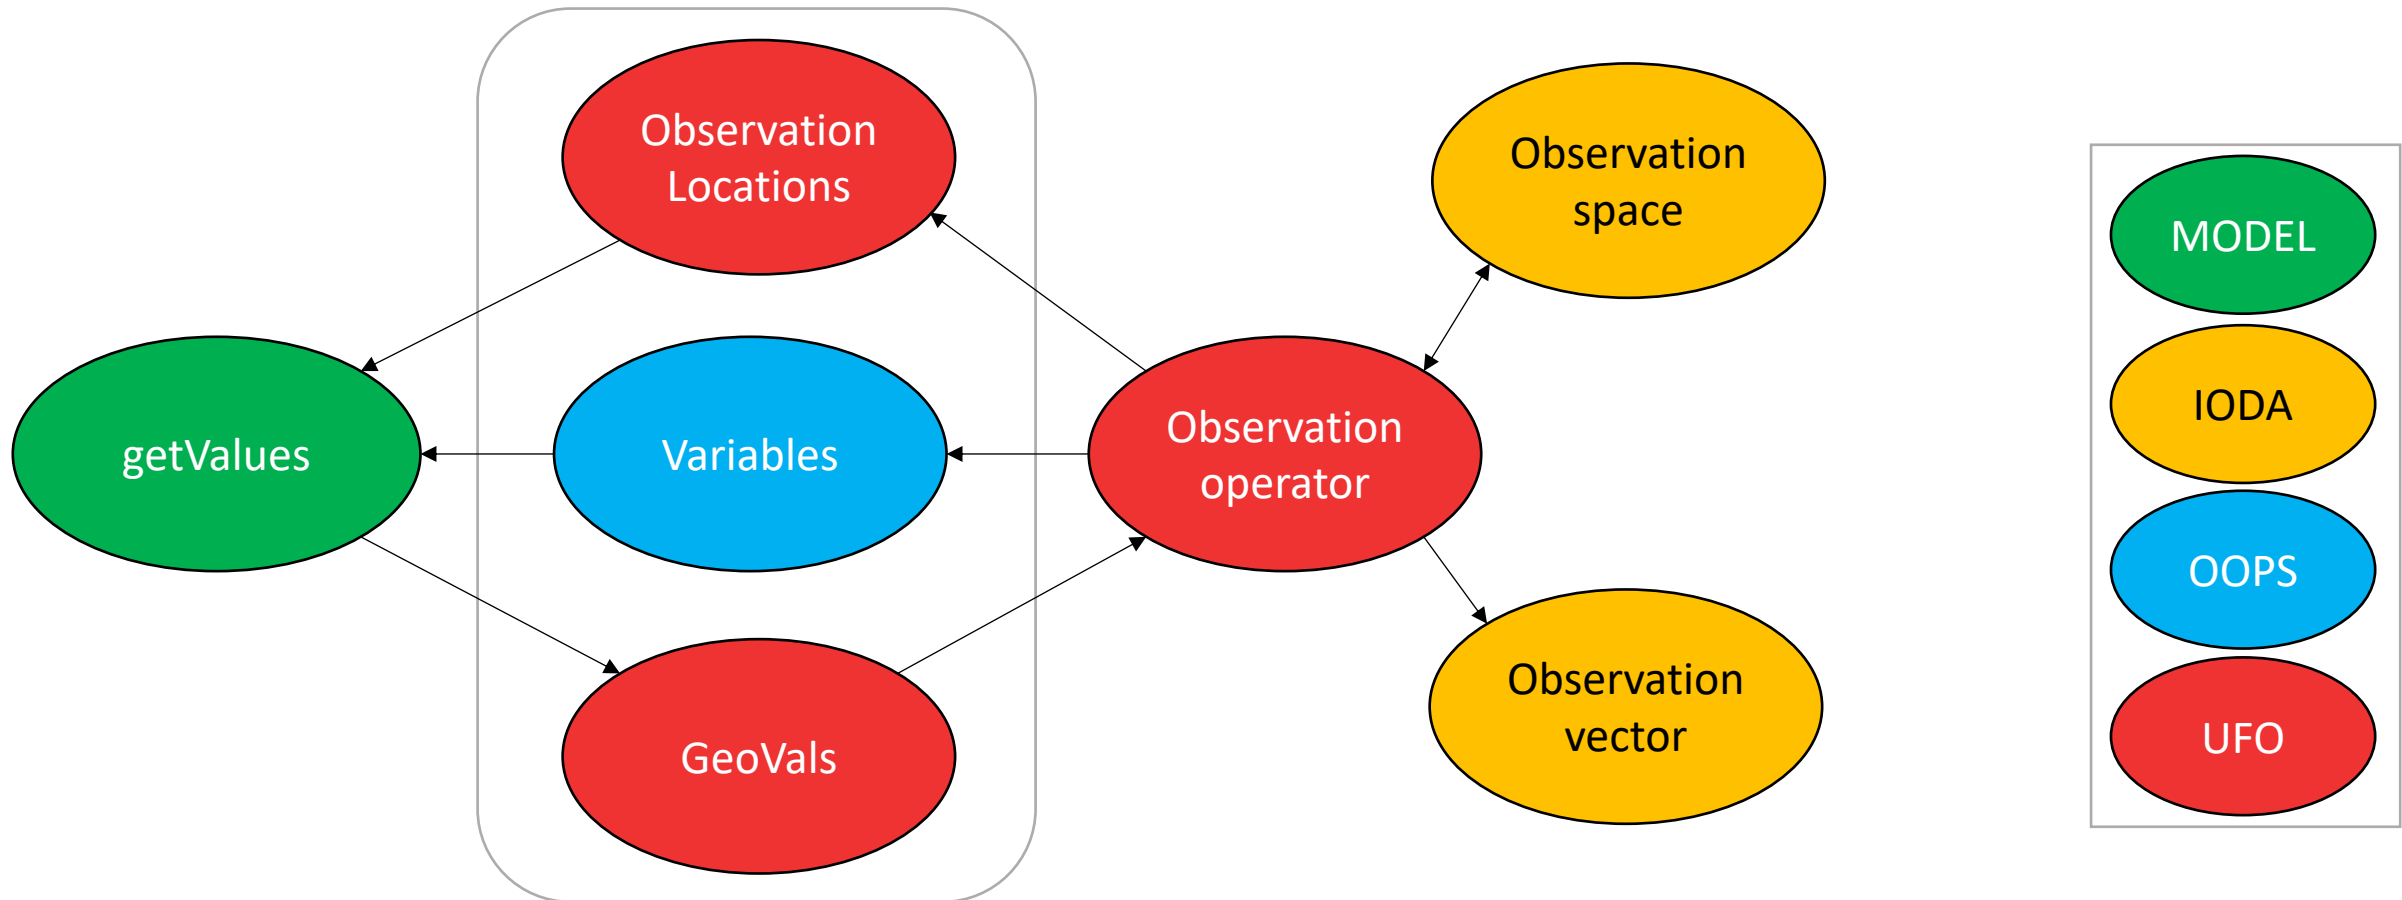 Observation
Locations
getValues
Variables
GeoVals
Observation
operator
Observation
space
Observation
vector
MODEL
IODA
OOPS
UFO